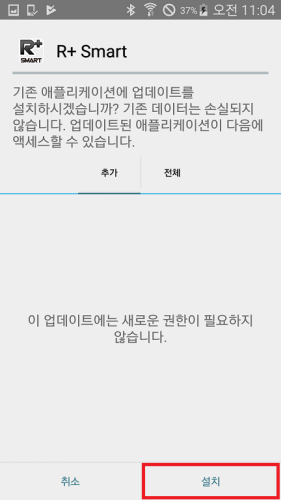 37% 오전 11:04
R+
SMART
R+ Smart
기존 애플리케이션에 업데이트를
설치하시겠습니까? 기존 데이터는 손실되지
않습니다. 업데이트된 애플리케이션이 다음에
액세스할 수 있습니다.
추가 전체
이 업데이트에는 새로운 권한이 필요하지
않습니다.
취소 설치